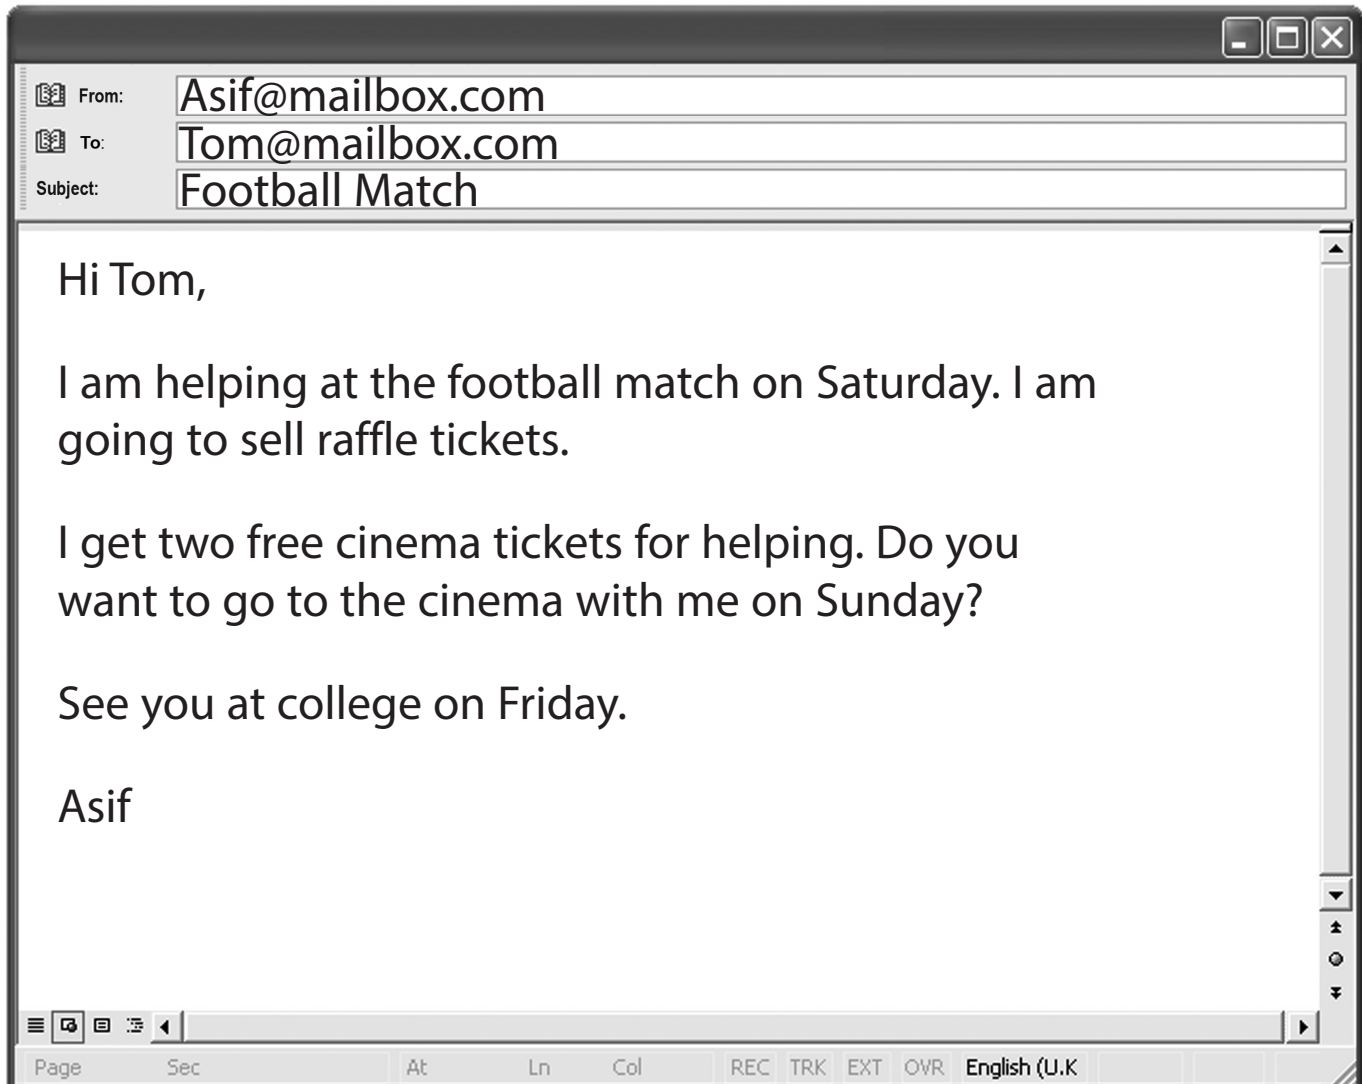 From: Asif@mailbox.com
To: Tom@mailbox.com
Subject: Football Match
Hi Tom,
I am helping at the football match on Saturday. I am
going to sell raffle tickets.
I get two free cinema tickets for helping. Do you
want to go to the cinema with me on Sunday?
See you at college on Friday.
Asif
Page Sec At Ln Col REC TRK EXT OVR English (U.K